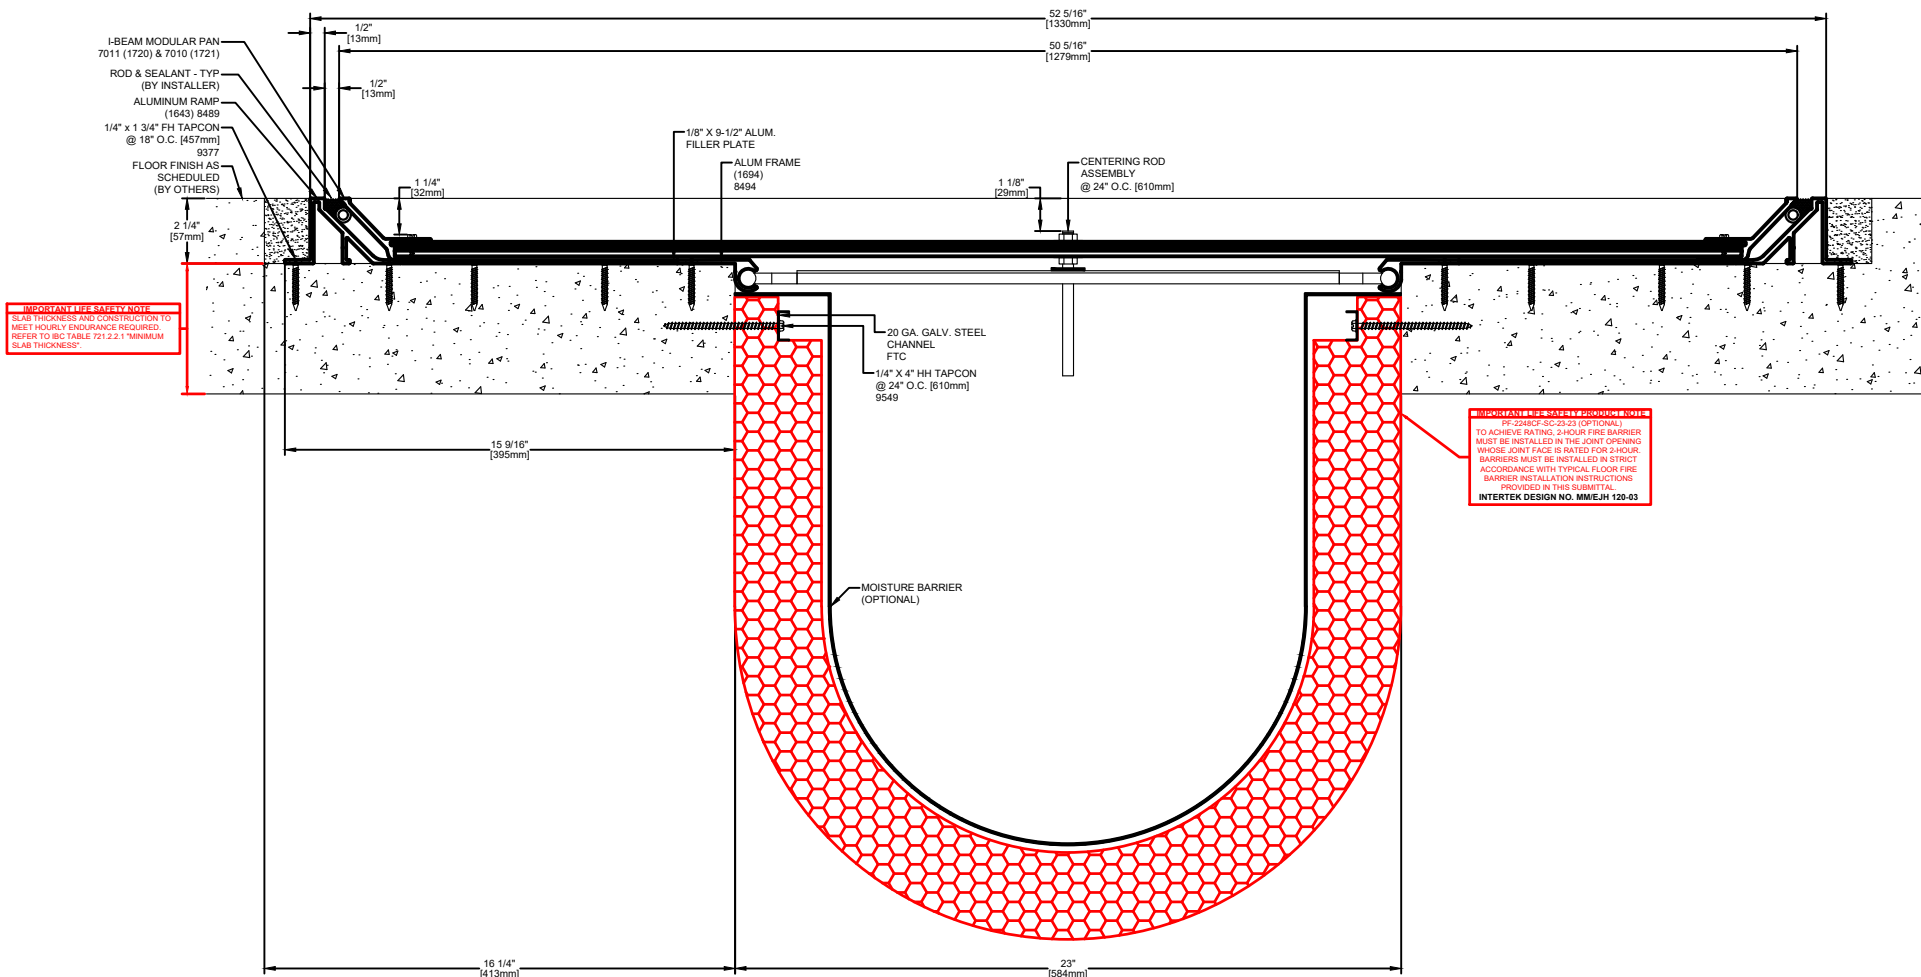 52 5/16"
[1330mm]
50 5/16"
[1279mm]
1/2"
[13mm]
1/2"
[13mm]
I-BEAM MODULAR PAN
7011 (1720) & 7010 (1721)
ROD & SEALANT - TYP
(BY INSTALLER)
ALUMINUM RAMP
(1643) 8489
1/4" x 1 3/4" FH TAPCON
@ 18" O.C. [457mm]
9377
FLOOR FINISH AS
SCHEDULED
(BY OTHERS)
2 1/4"
[57mm]
1 1/4"
[32mm]
1/8" X 9-1/2" ALUM.
FILLER PLATE
ALUM FRAME
(1694)
8494
1 1/8"
[29mm]
CENTERING ROD
ASSEMBLY
@ 24" O.C. [610mm]
IMPORTANT LIFE SAFETY NOTE
SLAB THICKNESS AND CONSTRUCTION TO
MEET HOURLY ENDURANCE REQUIRED.
REFER TO IBC TABLE 721.2.2.1 "MINIMUM
SLAB THICKNESS".
20 GA. GALV. STEEL
CHANNEL
FTC
1/4" X 4" HH TAPCON
@ 24" O.C. [610mm]
9549
IMPORTANT LIFE SAFETY PRODUCT NOTE
PF-2248CF-SC-23-23 (OPTIONAL)
TO ACHIEVE RATING, 2-HOUR FIRE BARRIER
MUST BE INSTALLED IN THE JOINT OPENING
WHOSE JOINT FACE IS RATED FOR 2-HOUR.
BARRIERS MUST BE INSTALLED IN STRICT
ACCORDANCE WITH TYPICAL FLOOR FIRE
BARRIER INSTALLATION INSTRUCTIONS
PROVIDED IN THIS SUBMITTAL.
INTERTEK DESIGN NO. MM/EJH 120-03
15 9/16"
[395mm]
MOISTURE BARRIER
(OPTIONAL)
16 1/4"
[413mm]
23"
[584mm]